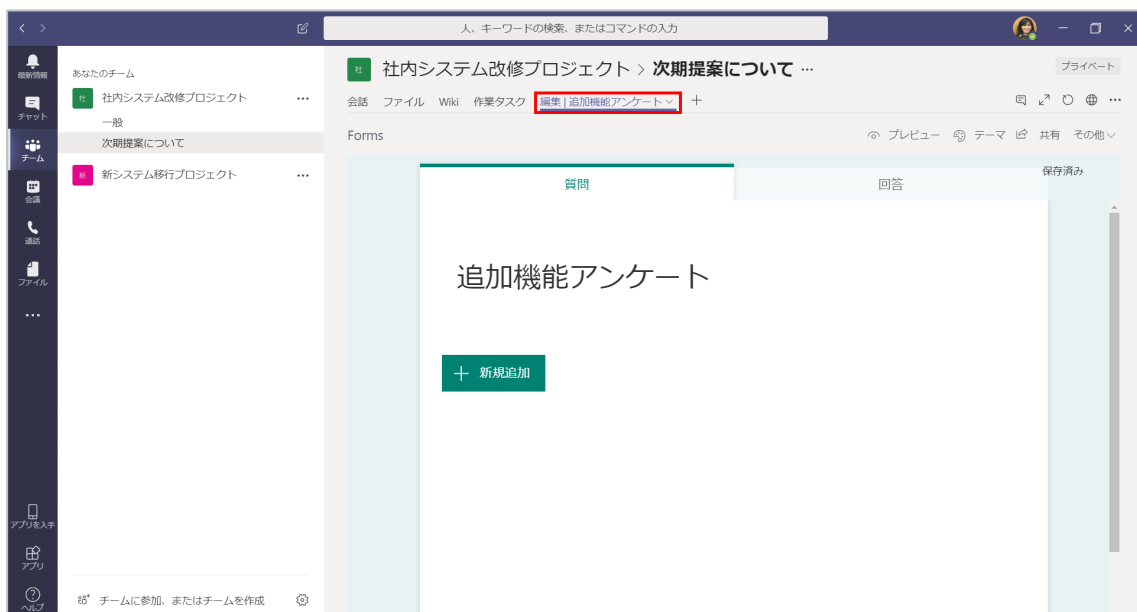 人、キーワードの検索、またはコマンドの入力
最新情報
チャット
チーム
会議
通話
ファイル
アプリを入手
アプリ
ヘルプ
あなたのチーム
社 社内システム改修プロジェクト ...
一般
次期提案について
新 新システム移行プロジェクト ...
チームに参加、またはチームを作成
社 社内システム改修プロジェクト > 次期提案について ...
プライベート
会話 ファイル Wiki 作業タスク 編集 | 追加機能アンケート
Forms プレビュー テーマ 共有 その他
質問 回答 保存済み
追加機能アンケート
+ 新規追加